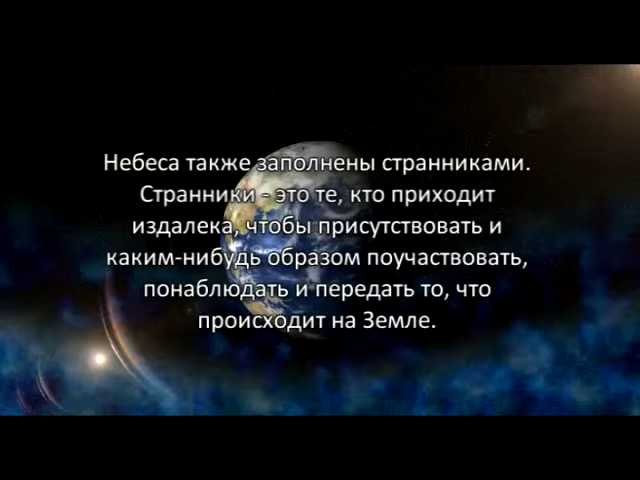 Небеса также заполнены странниками.
Странники - это те, кто приходит
издалека, чтобы присутствовать и
каким-нибудь образом поучаствовать,
понаблюдать и передать то, что
происходит на Земле.